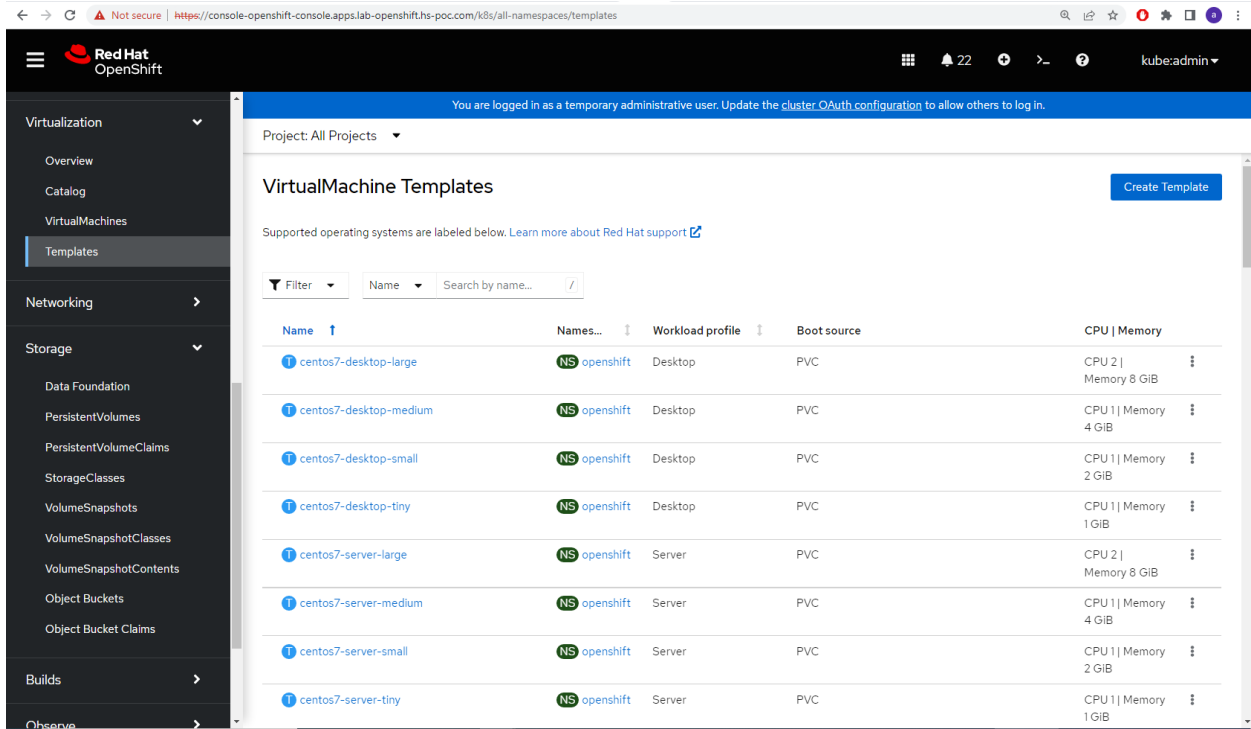 Not secure | https://console-openshift-console.apps.lab-openshift.hs-poc.com/k8s/all-namespaces/templates
a
Red Hat
OpenShift
22
kube:admin
You are logged in as a temporary administrative user. Update the cluster OAuth configuration to allow others to log in.
Virtualization
Overview
Catalog
VirtualMachines
Templates
Networking
Storage
Data Foundation
PersistentVolumes
PersistentVolumeClaims
StorageClasses
VolumeSnapshots
VolumeSnapshotClasses
VolumeSnapshotContents
Object Buckets
Object Bucket Claims
Builds
Observe
Project: All Projects
VirtualMachine Templates
Create Template
Supported operating systems are labeled below. Learn more about Red Hat support
Filter Name Search by name... /
Name Names... Workload profile Boot source CPU | Memory
T centos7-desktop-large NS openshift Desktop PVC CPU 2 |
Memory 8 GiB
T centos7-desktop-medium NS openshift Desktop PVC CPU 1 | Memory
4 GiB
T centos7-desktop-small NS openshift Desktop PVC CPU 1 | Memory
2 GiB
T centos7-desktop-tiny NS openshift Desktop PVC CPU 1 | Memory
1 GiB
T centos7-server-large NS openshift Server PVC CPU 2 |
Memory 8 GiB
T centos7-server-medium NS openshift Server PVC CPU 1 | Memory
4 GiB
T centos7-server-small NS openshift Server PVC CPU 1 | Memory
2 GiB
T centos7-server-tiny NS openshift Server PVC CPU 1 | Memory
1 GiB